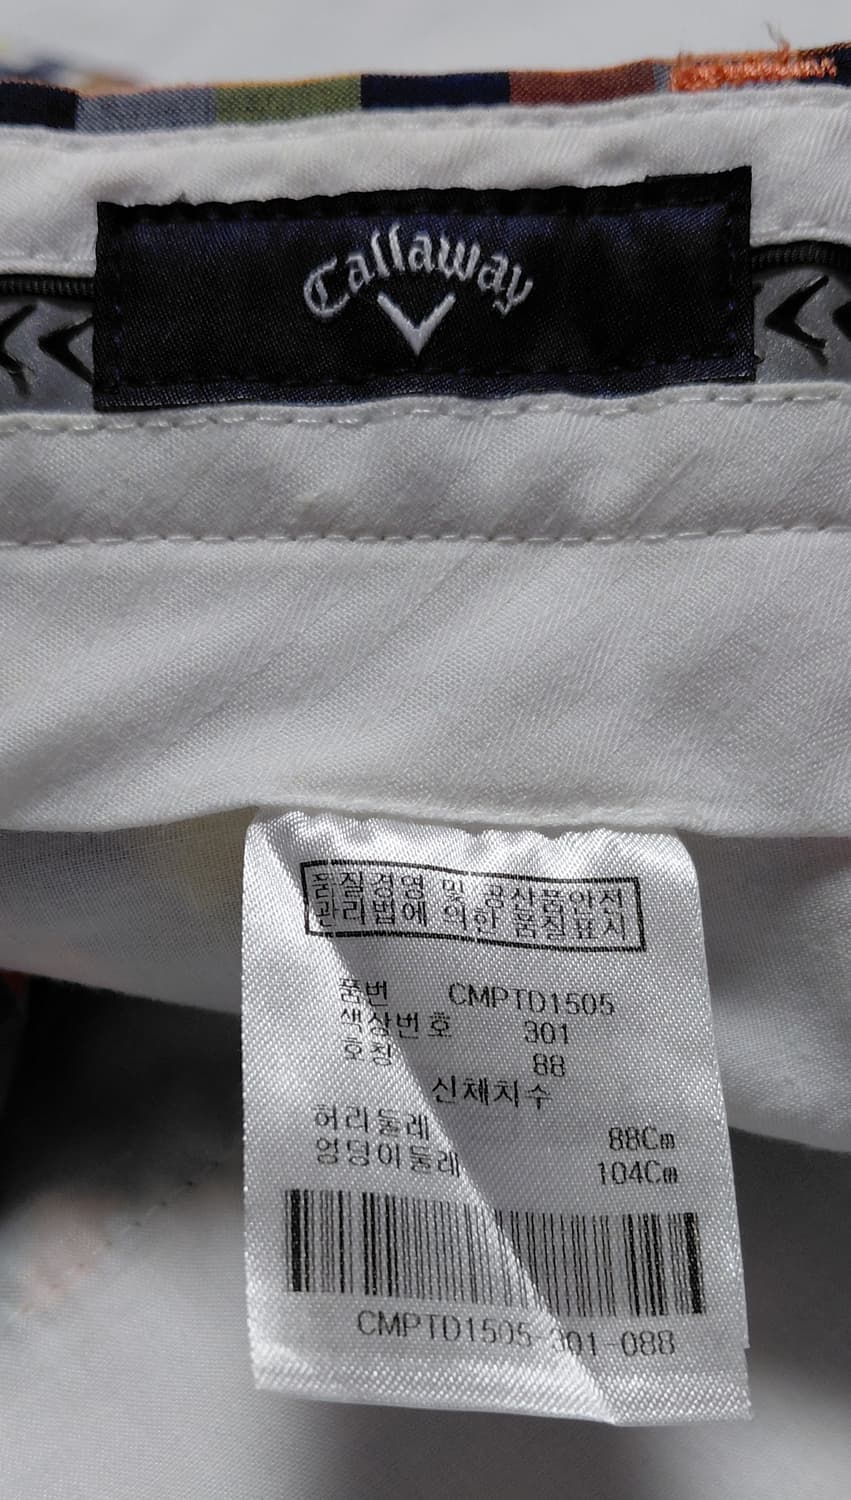 Callaway
품질경영 및 공산품안전
관리법에 의한 품질표시
품번 CMPTD1505
색상번호 301
호칭 88
신체치수
허리둘레 88Cm
엉덩이둘레 104Cm
CMPTD1505-301-088